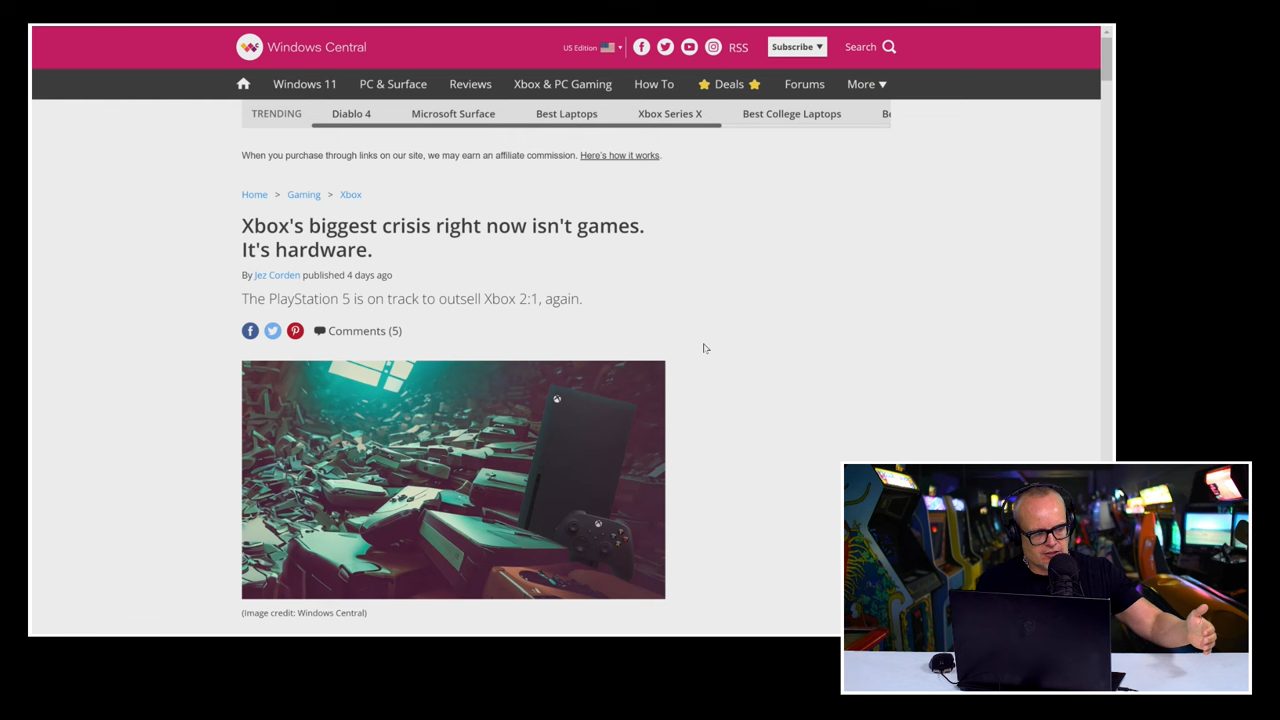 Windows Central
US Edition
RSS
Subscribe ▼
Search
Windows 11
PC & Surface
Reviews
Xbox & PC Gaming
How To
Deals
Forums
More ▼
TRENDING
Diablo 4
Microsoft Surface
Best Laptops
Xbox Series X
Best College Laptops
When you purchase through links on our site, we may earn an affiliate commission. Here's how it works.
Home > Gaming > Xbox
Xbox's biggest crisis right now isn't games.
It's hardware.
By Jez Corden published 4 days ago
The PlayStation 5 is on track to outsell Xbox 2:1, again.
Comments (5)
(Image credit: Windows Central)